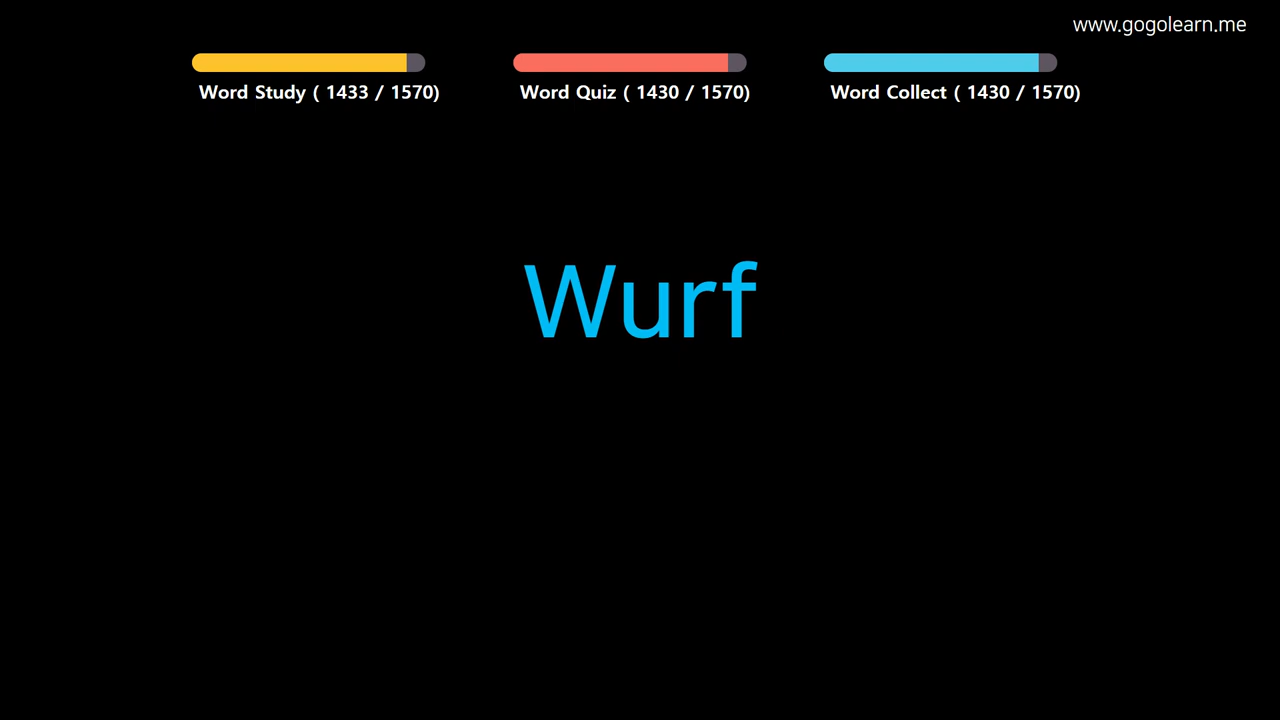 www.gogolearn.me
Word Study ( 1433 / 1570)
Word Quiz ( 1430 / 1570)
Word Collect ( 1430 / 1570)
Wurf